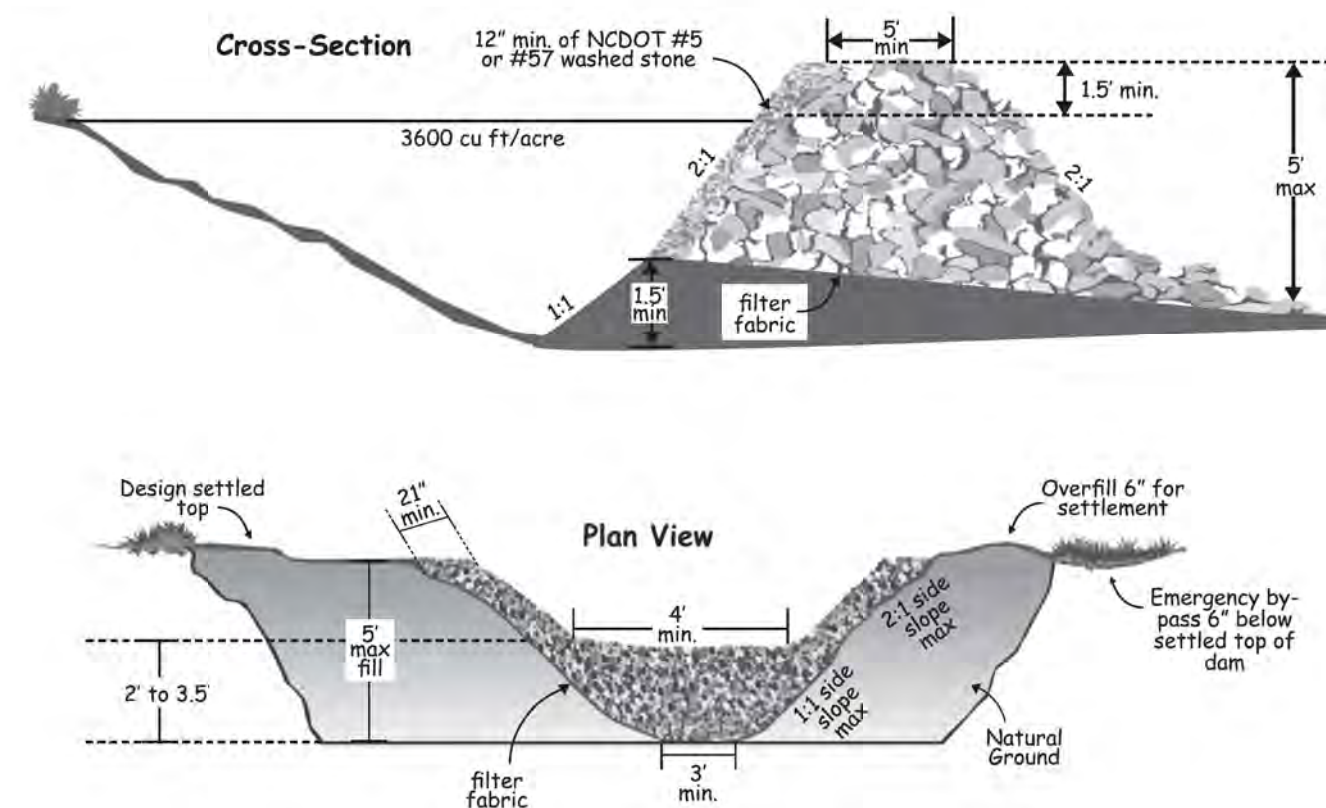 Cross-Section
12" min. of NCDOT #5
or #57 washed stone
5'
min
1.5' min.
3600 cu ft/acre
2:1
2:1
5'
max
1:1
1.5'
min
filter
fabric
Design settled
top
21"
min.
Plan View
Overfill 6" for
settlement
4'
min.
5'
max
fill
2:1 side
slope
max
Emergency by-
pass 6" below
settled top of
dam
2' to 3.5'
1:1 side
slope
max
Natural
Ground
filter
fabric
3'
min.